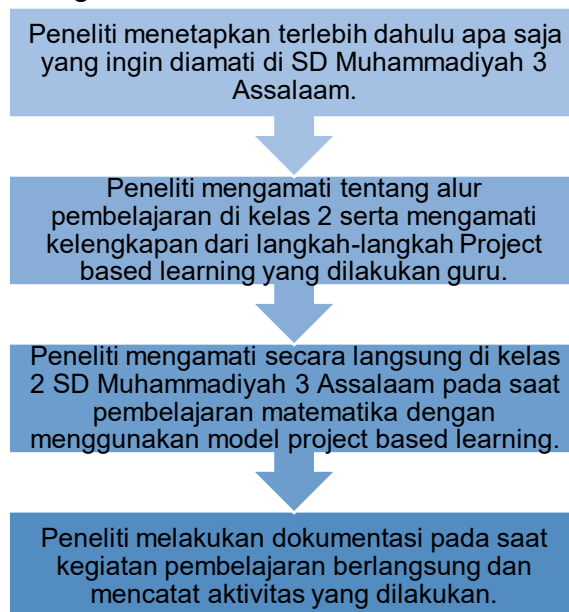 Peneliti menetapkan terlebih dahulu apa saja
yang ingin diamati di SD Muhammadiyah 3
Assalaam.
Peneliti mengamati tentang alur
pembelajaran di kelas 2 serta mengamati
kelengkapan dari langkah-langkah Project
based learning yang dilakukan guru.
Peneliti mengamati secara langsung di kelas
2 SD Muhammadiyah 3 Assalaam pada saat
pembelajaran matematika dengan
menggunakan model project based learning.
Peneliti melakukan dokumentasi pada saat
kegiatan pembelajaran berlangsung dan
mencatat aktivitas yang dilakukan.